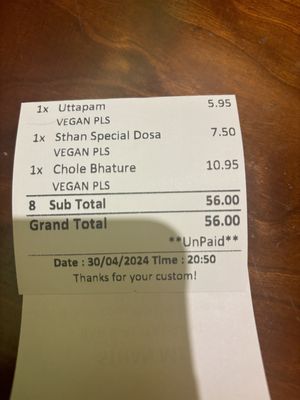 1x Uttapam 5.95
VEGAN PLS
1x Sthan Special Dosa 7.50
VEGAN PLS
1x Chole Bhature 10.95
VEGAN PLS
8 Sub Total 56.00
Grand Total 56.00
**UnPaid**
Date : 30/04/2024 Time : 20:50
Thanks for your custom!